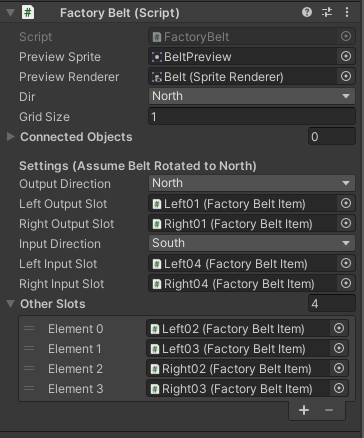 Factory Belt (Script)
Script FactoryBelt
Preview Sprite BeltPreview
Preview Renderer Belt (Sprite Renderer)
Dir North
Grid Size 1
Connected Objects 0
Settings (Assume Belt Rotated to North)
Output Direction North
Left Output Slot Left01 (Factory Belt Item)
Right Output Slot Right01 (Factory Belt Item)
Input Direction South
Left Input Slot Left04 (Factory Belt Item)
Right Input Slot Right04 (Factory Belt Item)
Other Slots 4
Element 0 Left02 (Factory Belt Item)
Element 1 Left03 (Factory Belt Item)
Element 2 Right02 (Factory Belt Item)
Element 3 Right03 (Factory Belt Item)
+ −